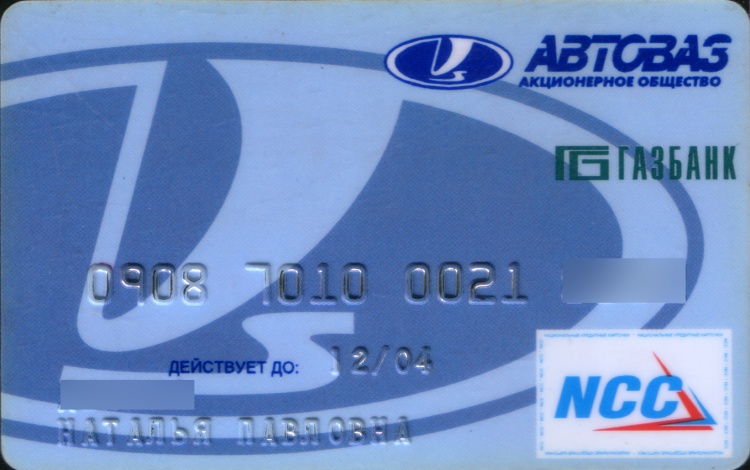 АВТОВАЗ
АКЦИОНЕРНОЕ ОБЩЕСТВО
ГАЗБАНК
0908 7010 0021
ДЕЙСТВУЕТ ДО: 12/04
НАТАЛЬЯ ПАВЛОВНА
NCC